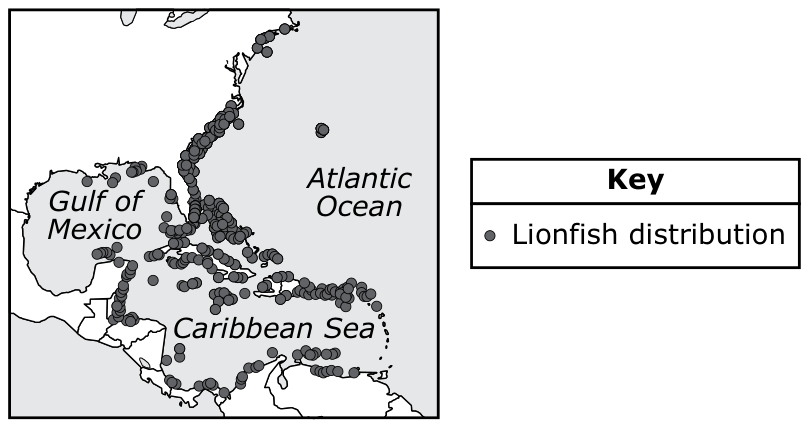 Gulf of
Mexico
Atlantic
Ocean
Caribbean Sea
Key
Lionfish distribution